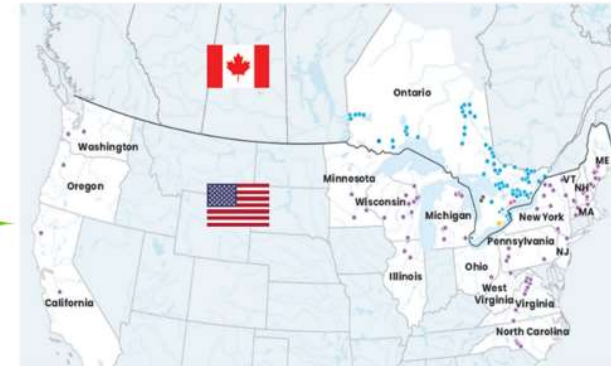 Ontario
Washington
Minnesota
Oregon
Wisconsin
Michigan
ME
VT
NH
MA
New York
Pennsylvania
NJ
Ohio
Illinois
West
Virginia
Virginia
California
North Carolina